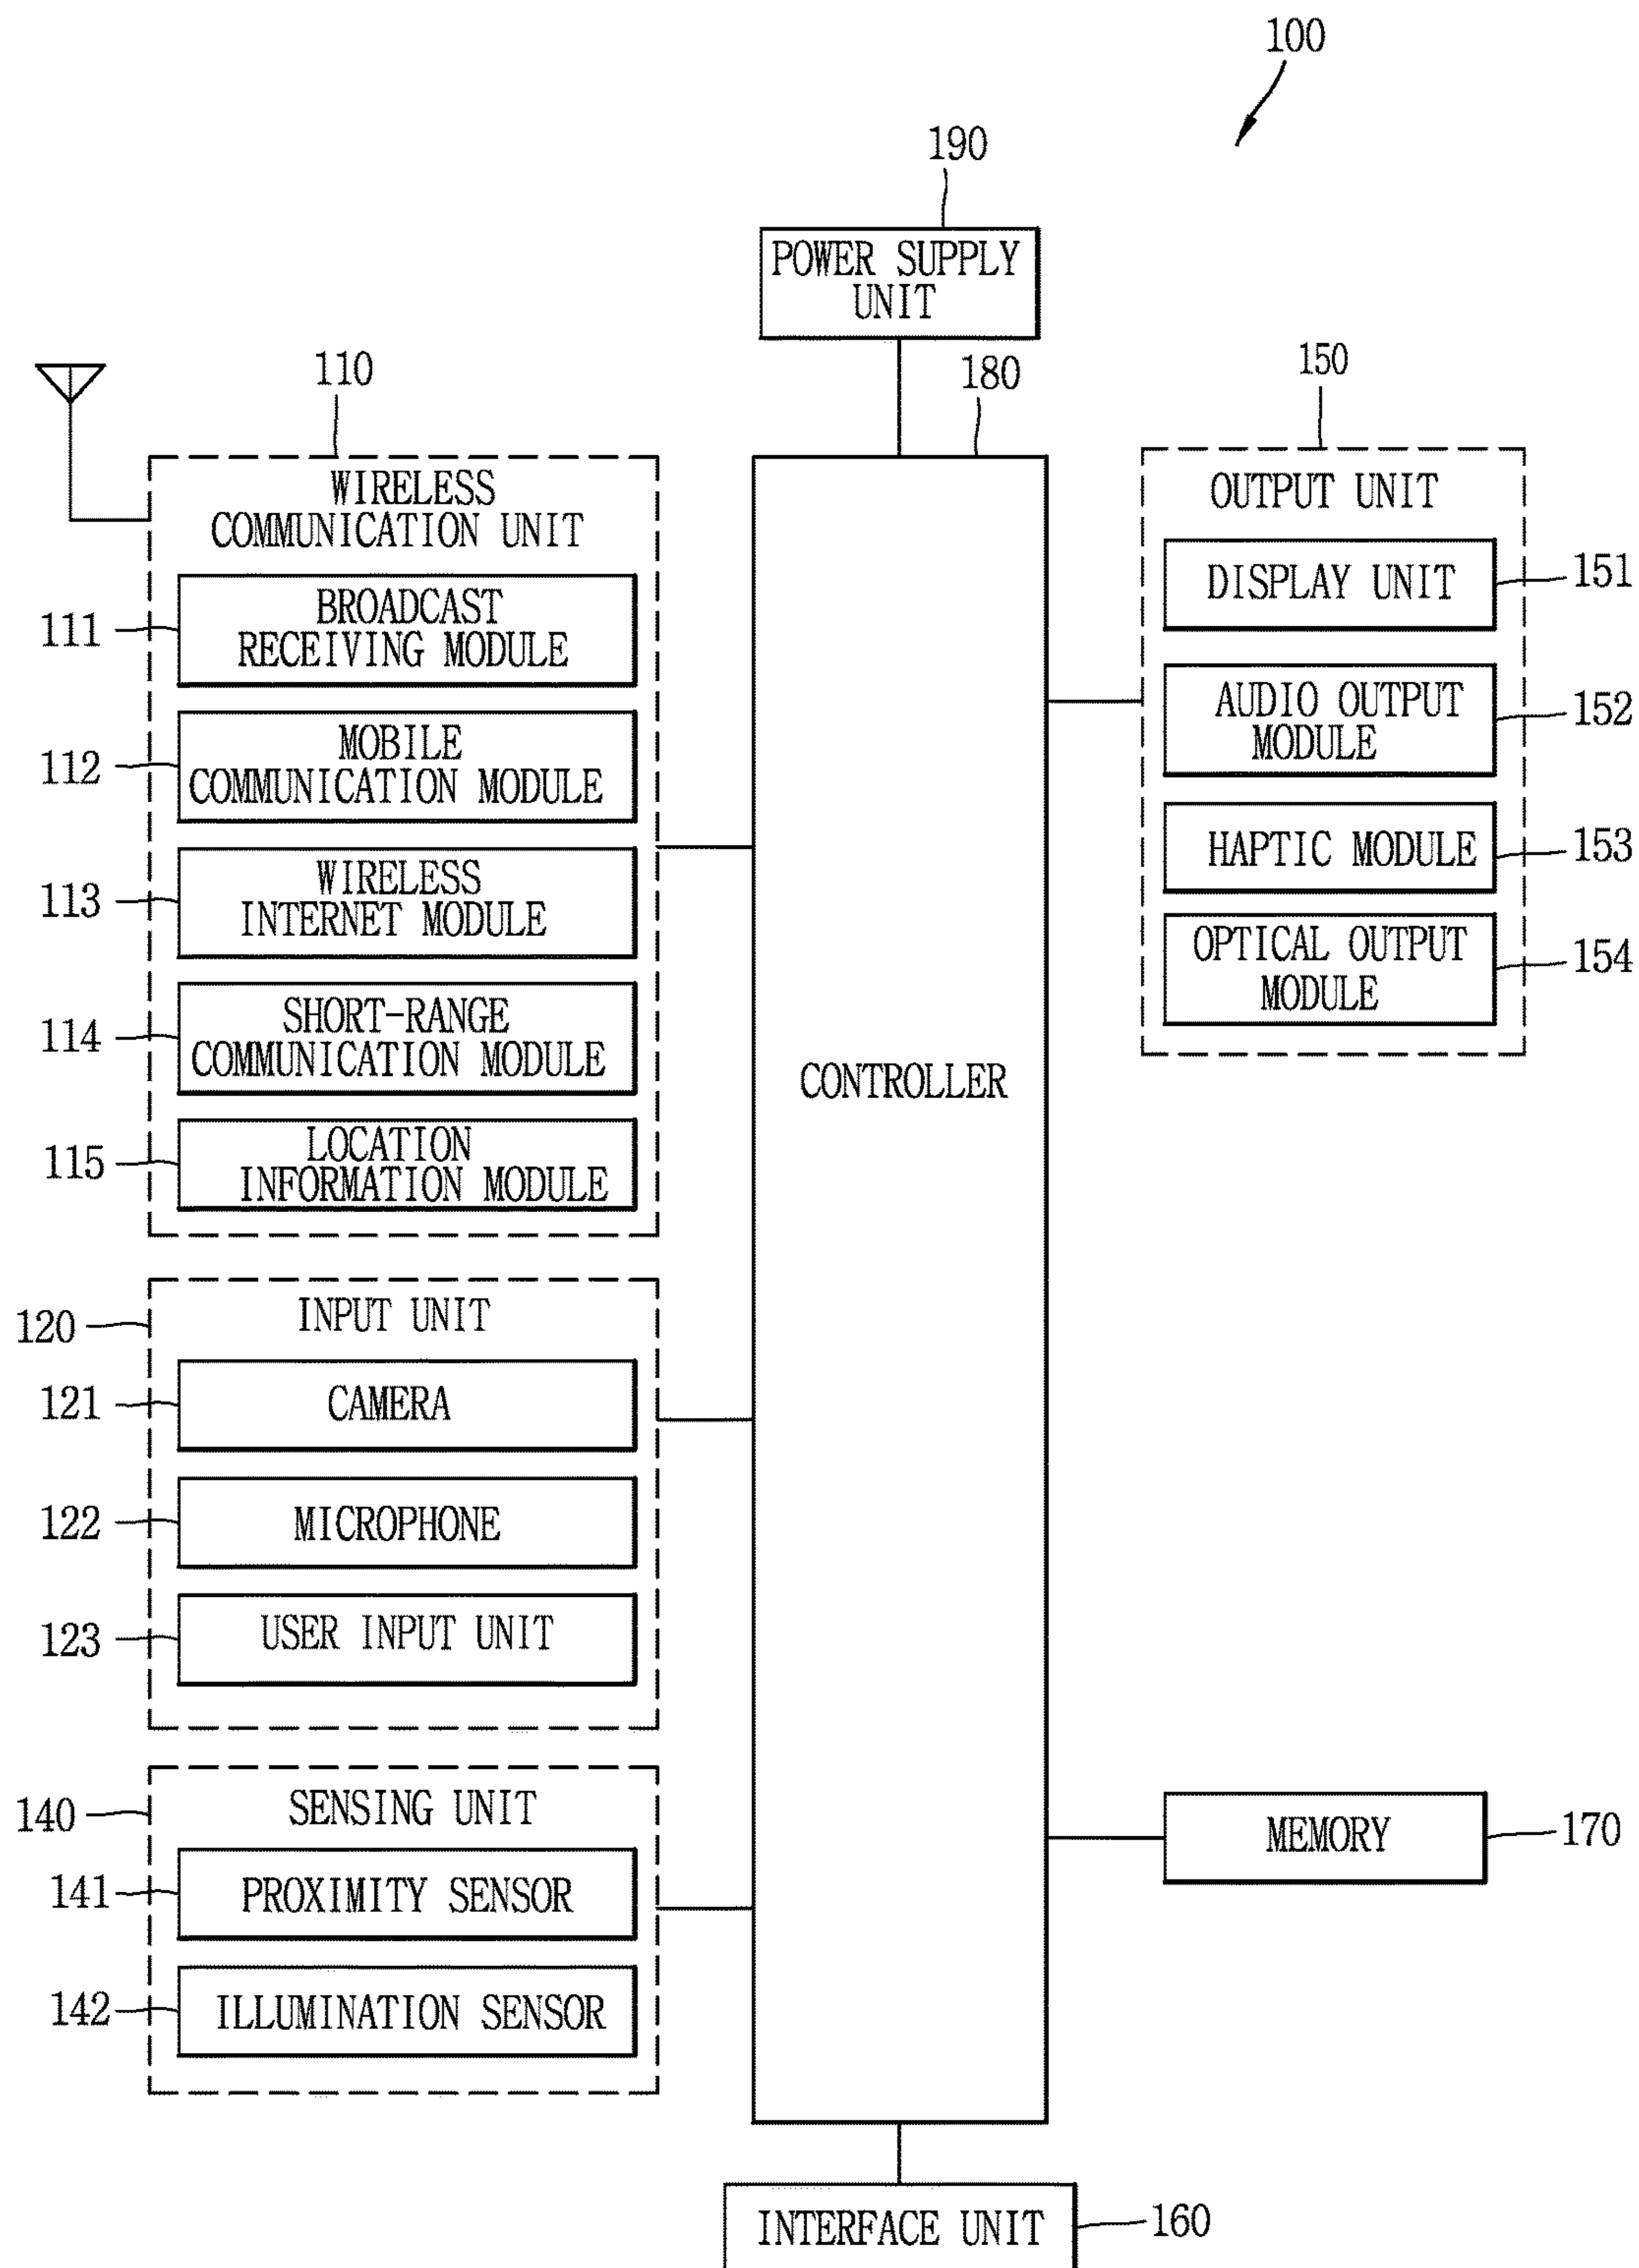 100
190
POWER SUPPLY
UNIT
110
180
150
WIRELESS
COMMUNICATION UNIT
111
BROADCAST
RECEIVING MODULE
112
MOBILE
COMMUNICATION MODULE
113
WIRELESS
INTERNET MODULE
114
SHORT-RANGE
COMMUNICATION MODULE
115
LOCATION
INFORMATION MODULE
120
INPUT UNIT
121
CAMERA
122
MICROPHONE
123
USER INPUT UNIT
140
SENSING UNIT
141
PROXIMITY SENSOR
142
ILLUMINATION SENSOR
CONTROLLER
OUTPUT UNIT
DISPLAY UNIT
151
AUDIO OUTPUT
MODULE
152
HAPTIC MODULE
153
OPTICAL OUTPUT
MODULE
154
MEMORY
170
INTERFACE UNIT
160